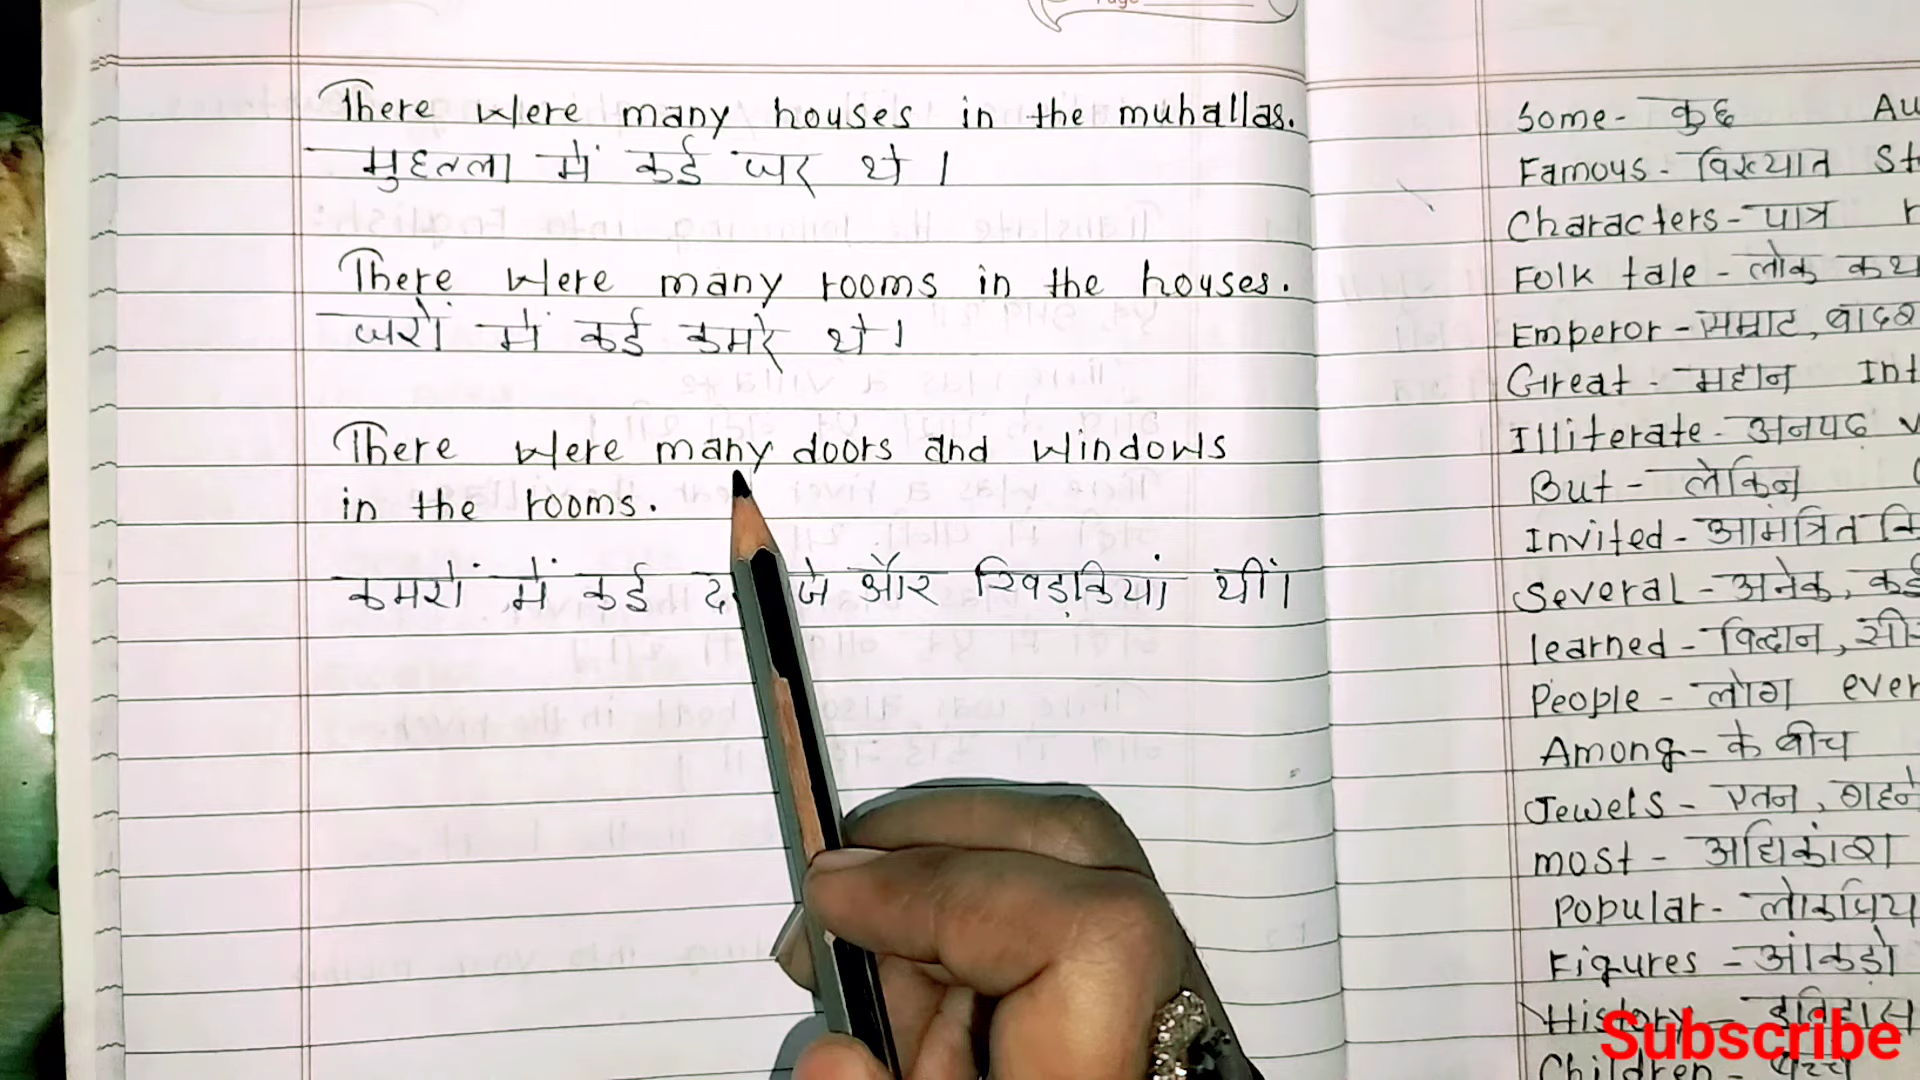 There were many houses in the muhallas.
मुहल्ला में कई घर थे।
There were many rooms in the houses.
घरों में कई कमरे थे।
There were many doors and windows
in the rooms.
कमरों में कई और खिड़कियां थीं।
Some - कुछ
Famous - विख्यात
Characters - पात्र
Folk tale - लोक
Emperor - सम्राट,
Great - महान
Illiterate - अनपढ़
But - लेकिन
Invited - आमंत्रित
Several - अनेक, कई
learned - विद्वान,
People - लोग
Among - के बीच
Jewels - रत्न, गहने
most - अधिकांश
Popular - लोकप्रिय
Figures - आंकड़ो
History - इतिहास
Children - बच्चे
Subscribe